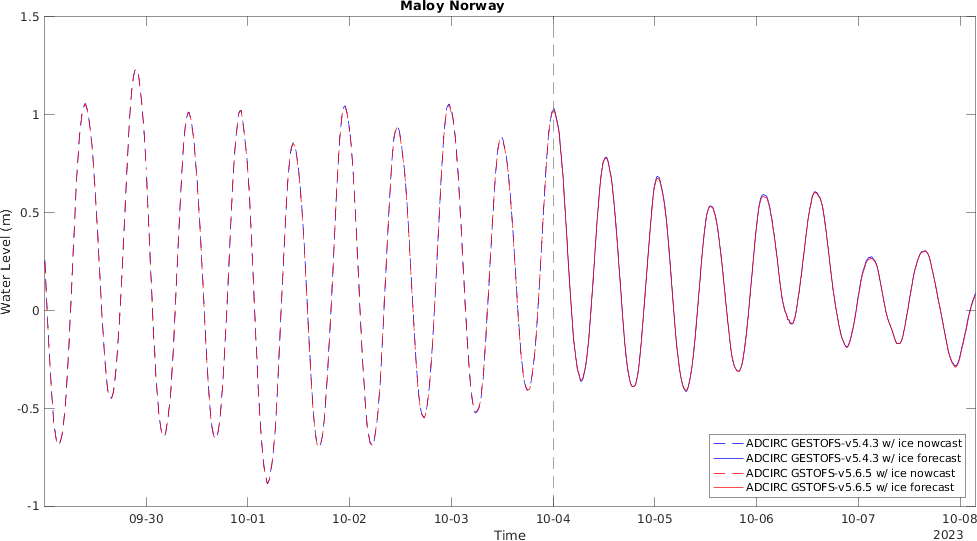 Maloy Norway
1.5
1
0.5
0
-0.5
-1
Water Level (m)
ADCIRC GESTOFS-v5.4.3 w/ ice nowcast
ADCIRC GESTOFS-v5.4.3 w/ ice forecast
ADCIRC GSTOFS-v5.6.5 w/ ice nowcast
ADCIRC GSTOFS-v5.6.5 w/ ice forecast
09-30 10-01 10-02 10-03 10-04 10-05 10-06 10-07 10-08
2023
Time